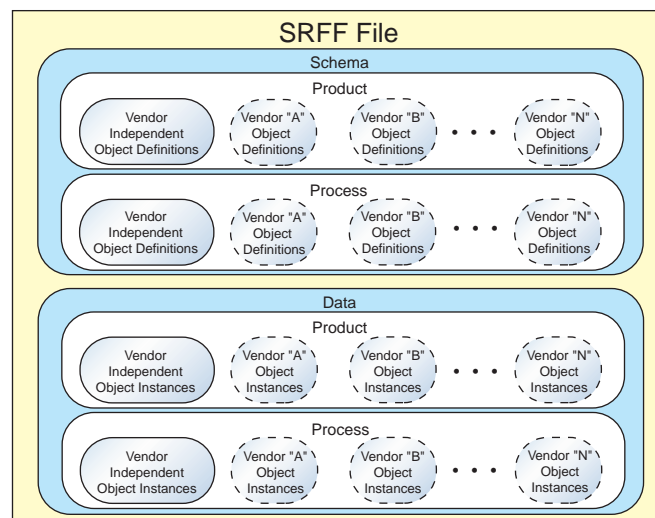 SRFF File
Schema
Product
Vendor
Independent
Object Definitions
Vendor "A"
Object
Definitions
Vendor "B"
Object
Definitions
• • •
Vendor "N"
Object
Definitions
Process
Vendor
Independent
Object Definitions
Vendor "A"
Object
Definitions
Vendor "B"
Object
Definitions
• • •
Vendor "N"
Object
Definitions
Data
Product
Vendor
Independent
Object Instances
Vendor "A"
Object
Instances
Vendor "B"
Object
Instances
• • •
Vendor "N"
Object
Instances
Process
Vendor
Independent
Object Instances
Vendor "A"
Object
Instances
Vendor "B"
Object
Instances
• • •
Vendor "N"
Object
Instances